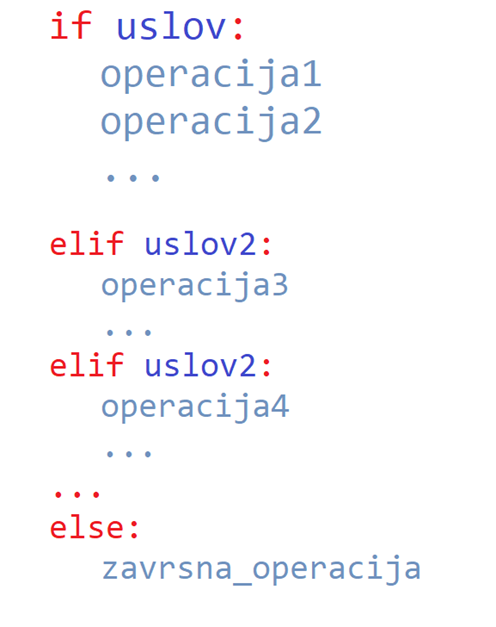 if uslov:
operacija1
operacija2
...
elif uslov2:
operacija3
...
elif uslov2:
operacija4
...
...
else:
zavrsna_operacija